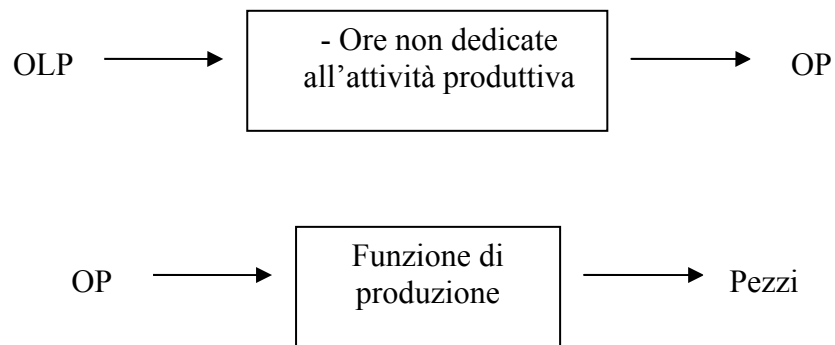 OLP
- Ore non dedicate
all’attività produttiva
OP
OP
Funzione di
produzione
Pezzi